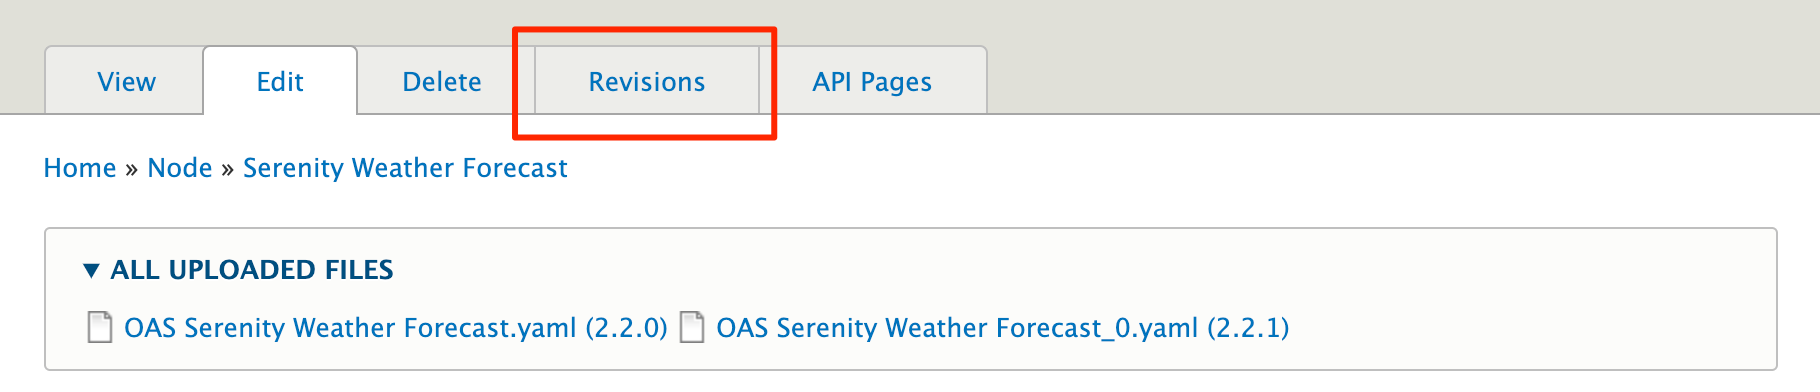 View Edit Delete Revisions API Pages
Home » Node » Serenity Weather Forecast
▼ ALL UPLOADED FILES
OAS Serenity Weather Forecast.yaml (2.2.0) OAS Serenity Weather Forecast_0.yaml (2.2.1)